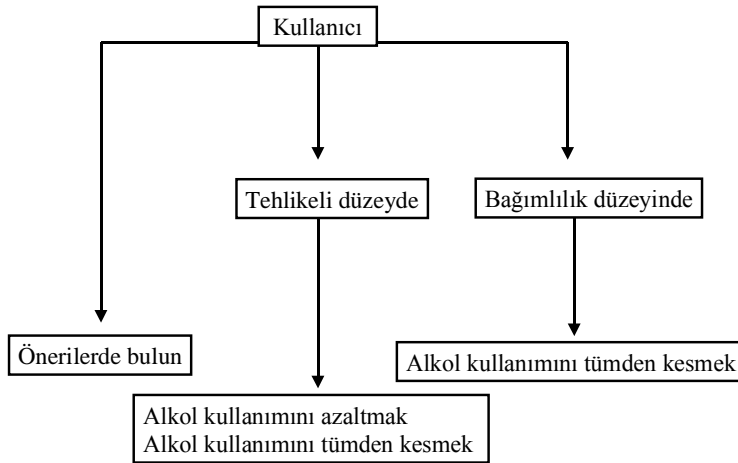 Kullanıcı
Tehlikeli düzeyde
Bağımlılık düzeyinde
Önerilerde bulun
Alkol kullanımını tümden kesmek
Alkol kullanımını azaltmak
Alkol kullanımını tümden kesmek